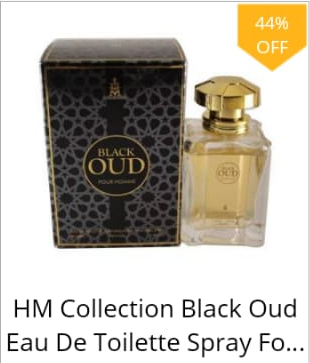 44%
OFF
BLACK
OUD
POUR HOMME
BLACK
OUD
HM Collection Black Oud
Eau De Toilette Spray Fo...